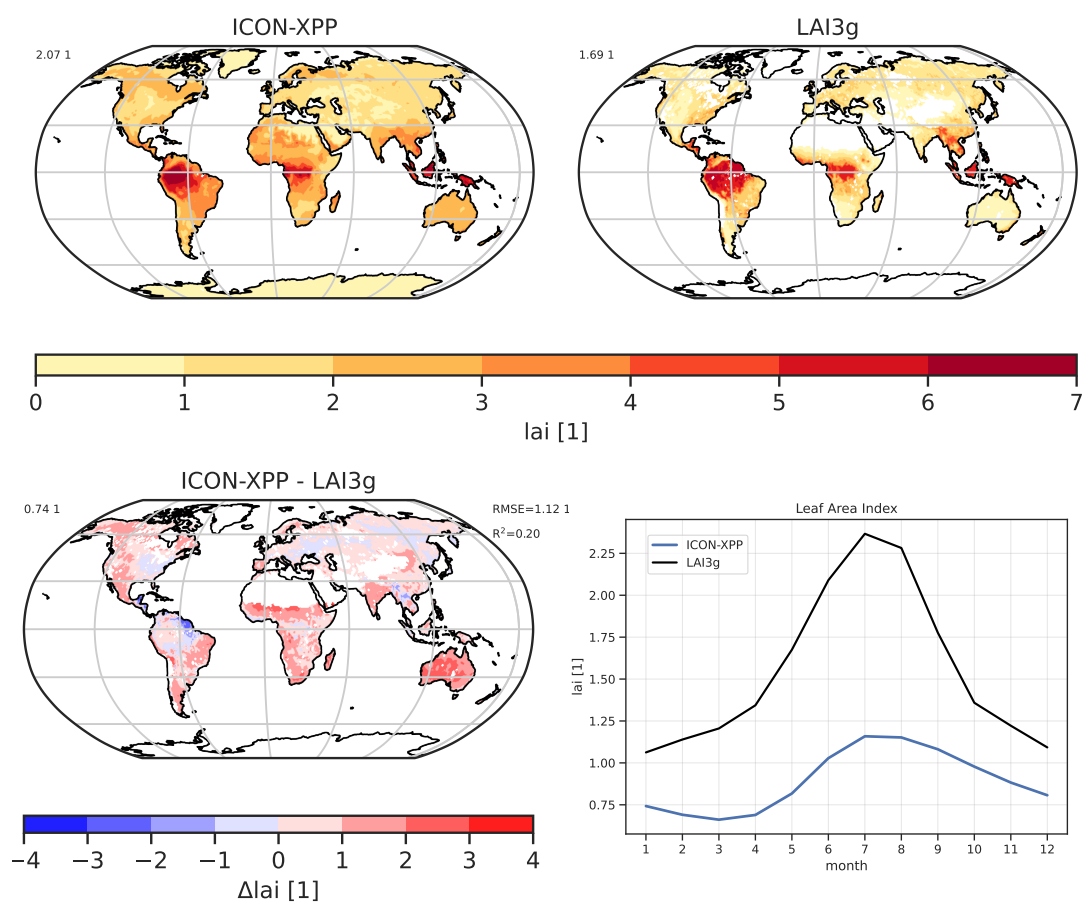 ICON-XPP
LAI3g
2.07 1
1.69 1
0 1 2 3 4 5 6 7
lai [1]
ICON-XPP - LAI3g
0.74 1
RMSE=1.12 1
R²=0.20
−4 −3 −2 −1 0 1 2 3 4
Δlai [1]
Leaf Area Index
ICON-XPP
LAI3g
2.25
2.00
1.75
1.50
1.25
1.00
0.75
lai [1]
1 2 3 4 5 6 7 8 9 10 11 12
month